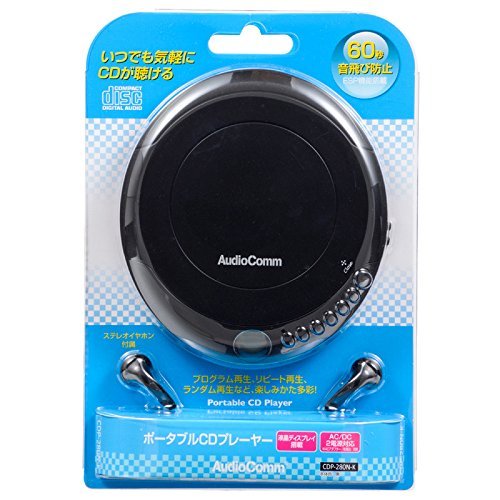 いつでも気軽に
CDが聴ける
COMPACT
disc
DIGITAL AUDIO
60秒
音飛び防止
ESP機能搭載
AudioComm
Close
ステレオイヤホン
付属
プログラム再生、リピート再生、
ランダム再生など、楽しみかた多彩!
Portable CD Player
ポータブルCDプレーヤー
液晶ディスプレイ
搭載
AC/DC
2電源対応
AudioComm
CDP-280N-K